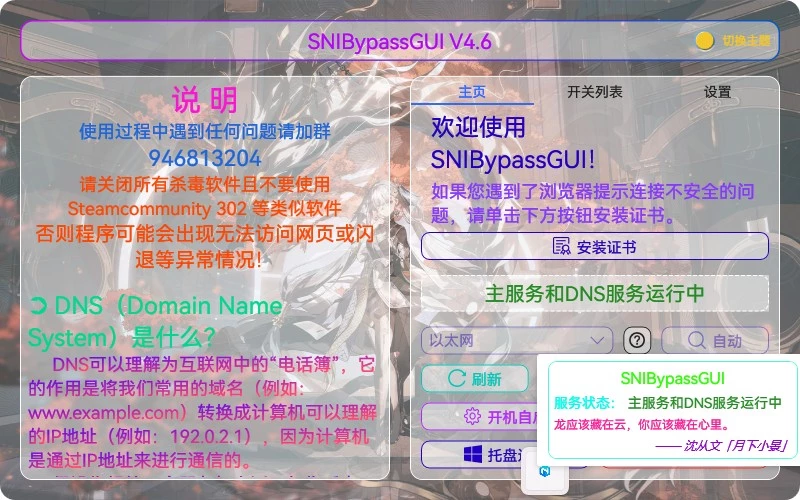 SNIBypassGUI V4.6
切换主题
说 明
使用过程中遇到任何问题请加群
946813204
请关闭所有杀毒软件且不要使用
Steamcommunity 302 等类似软件
否则程序可能会出现无法访问网页或闪
退等异常情况!
DNS（Domain Name
System）是什么？
DNS可以理解为互联网中的“电话簿”，它
的作用是将我们常用的域名（例如：
www.example.com）转换成计算机可以理解
的IP地址（例如：192.0.2.1），因为计算机
是通过IP地址来进行通信的。
主页
开关列表
设置
欢迎使用
SNIBypassGUI！
如果您遇到了浏览器提示连接不安全的问
题，请单击下方按钮安装证书。
安装证书
主服务和DNS服务运行中
以太网
自动
刷新
开机自
托盘
SNIBypassGUI
服务状态： 主服务和DNS服务运行中
龙应该藏在云，你应该藏在心里。
—— 沈从文「月下小景」